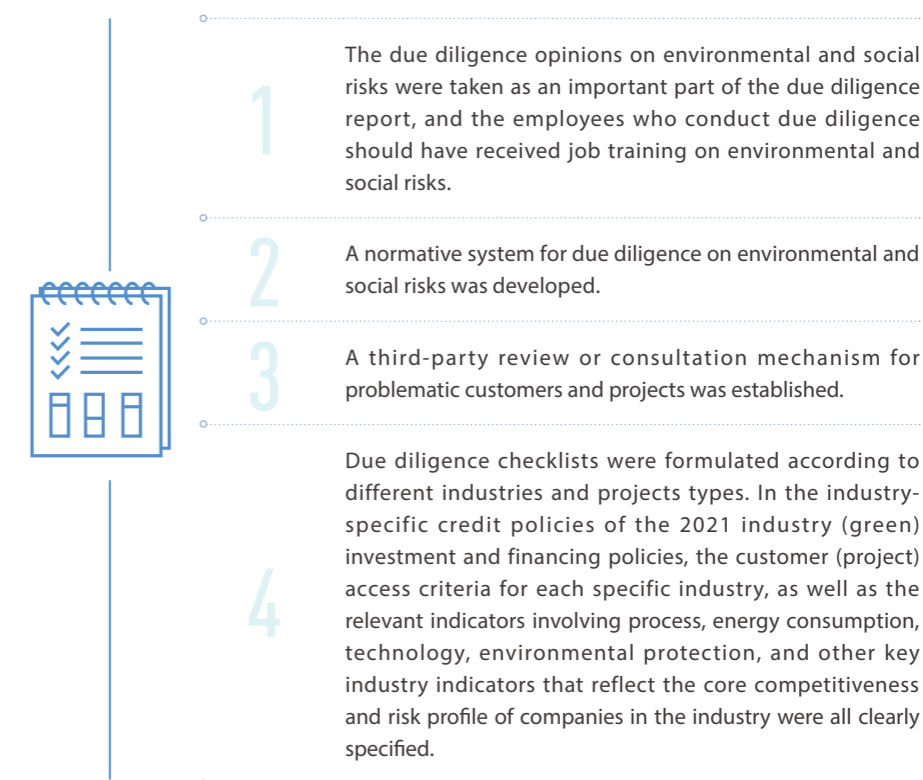 1
The due diligence opinions on environmental and social
risks were taken as an important part of the due diligence
report, and the employees who conduct due diligence
should have received job training on environmental and
social risks.
2
A normative system for due diligence on environmental and
social risks was developed.
3
A third-party review or consultation mechanism for
problematic customers and projects was established.
4
Due diligence checklists were formulated according to
different industries and projects types. In the industry-
specific credit policies of the 2021 industry (green)
investment and financing policies, the customer (project)
access criteria for each specific industry, as well as the
relevant indicators involving process, energy consumption,
technology, environmental protection, and other key
industry indicators that reflect the core competitiveness
and risk profile of companies in the industry were all clearly
specified.